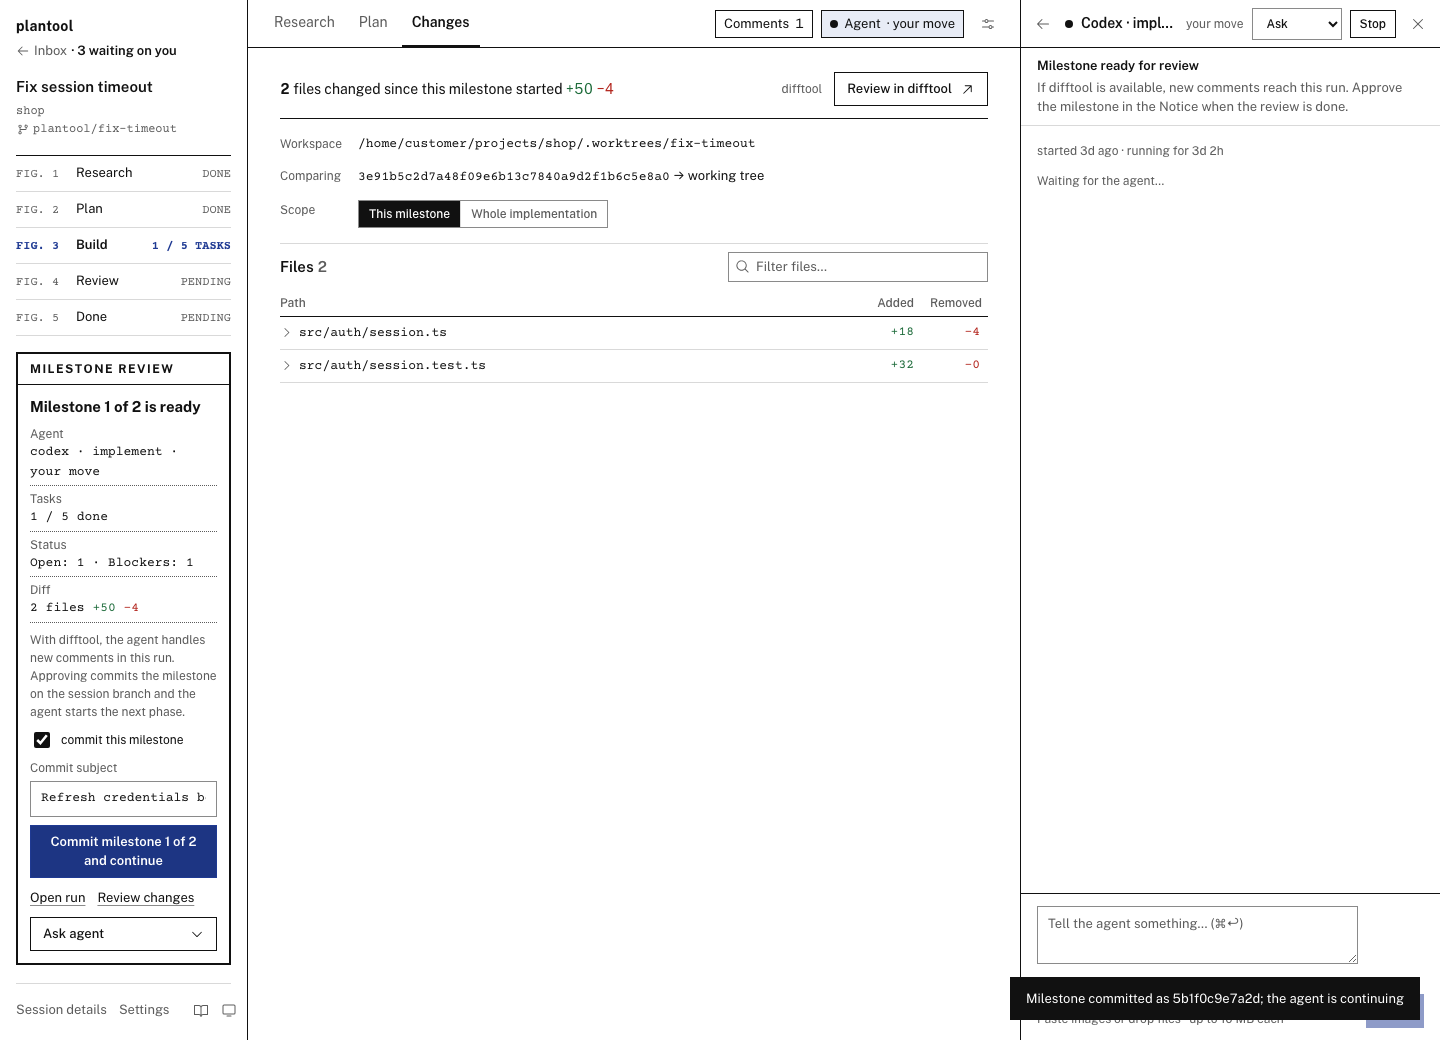 plantool
Inbox · 3 waiting on you
Fix session timeout
shop
plantool/fix-timeout
FIG. 1 Research DONE
FIG. 2 Plan DONE
FIG. 3 Build 1 / 5 TASKS
FIG. 4 Review PENDING
FIG. 5 Done PENDING
MILESTONE REVIEW
Milestone 1 of 2 is ready
Agent
codex · implement ·
your move
Tasks
1 / 5 done
Status
Open: 1 · Blockers: 1
Diff
2 files +50 −4
With difftool, the agent handles
new comments in this run.
Approving commits the milestone
on the session branch and the
agent starts the next phase.
commit this milestone
Commit subject
Refresh credentials b
Commit milestone 1 of 2
and continue
Open run Review changes
Ask agent
Session details Settings
Research Plan Changes
Comments 1
Agent · your move
2 files changed since this milestone started +50 −4
difftool
Review in difftool
Workspace /home/customer/projects/shop/.worktrees/fix-timeout
Comparing 3e91b5c2d7a48f09e6b13c7840a9d2f1b6c5e8a0 → working tree
Scope This milestone Whole implementation
Files 2
Filter files...
Path Added Removed
src/auth/session.ts +18 −4
src/auth/session.test.ts +32 −0
Codex · impl... your move Ask Stop
Milestone ready for review
If difftool is available, new comments reach this run. Approve
the milestone in the Notice when the review is done.
started 3d ago · running for 3d 2h
Waiting for the agent...
Tell the agent something... (⌘↩)
Milestone committed as 5b1f0c9e7a2d; the agent is continuing